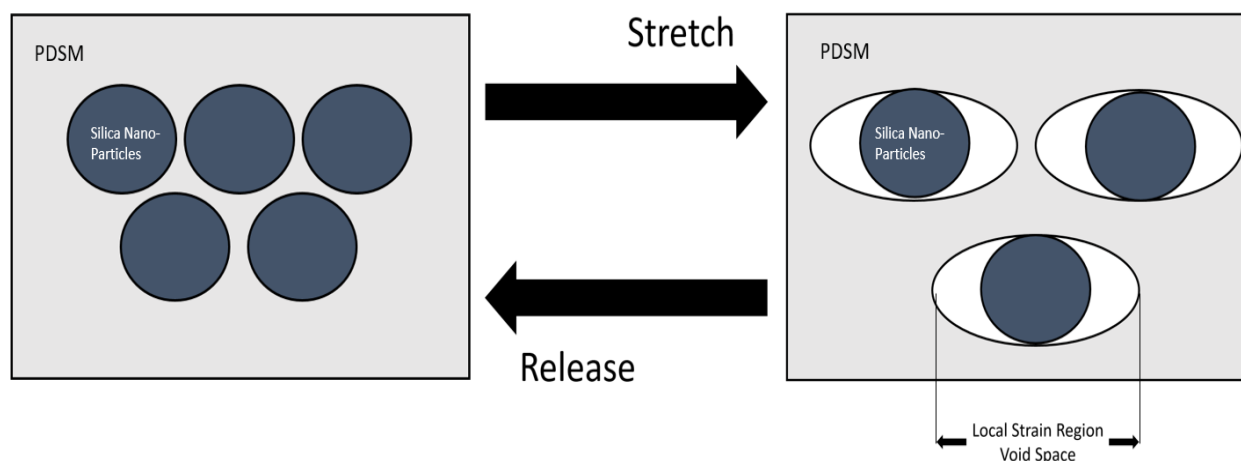 PDSM
Silica Nano-
Particles
Stretch
Release
PDSM
Silica Nano-
Particles
Local Strain Region
Void Space